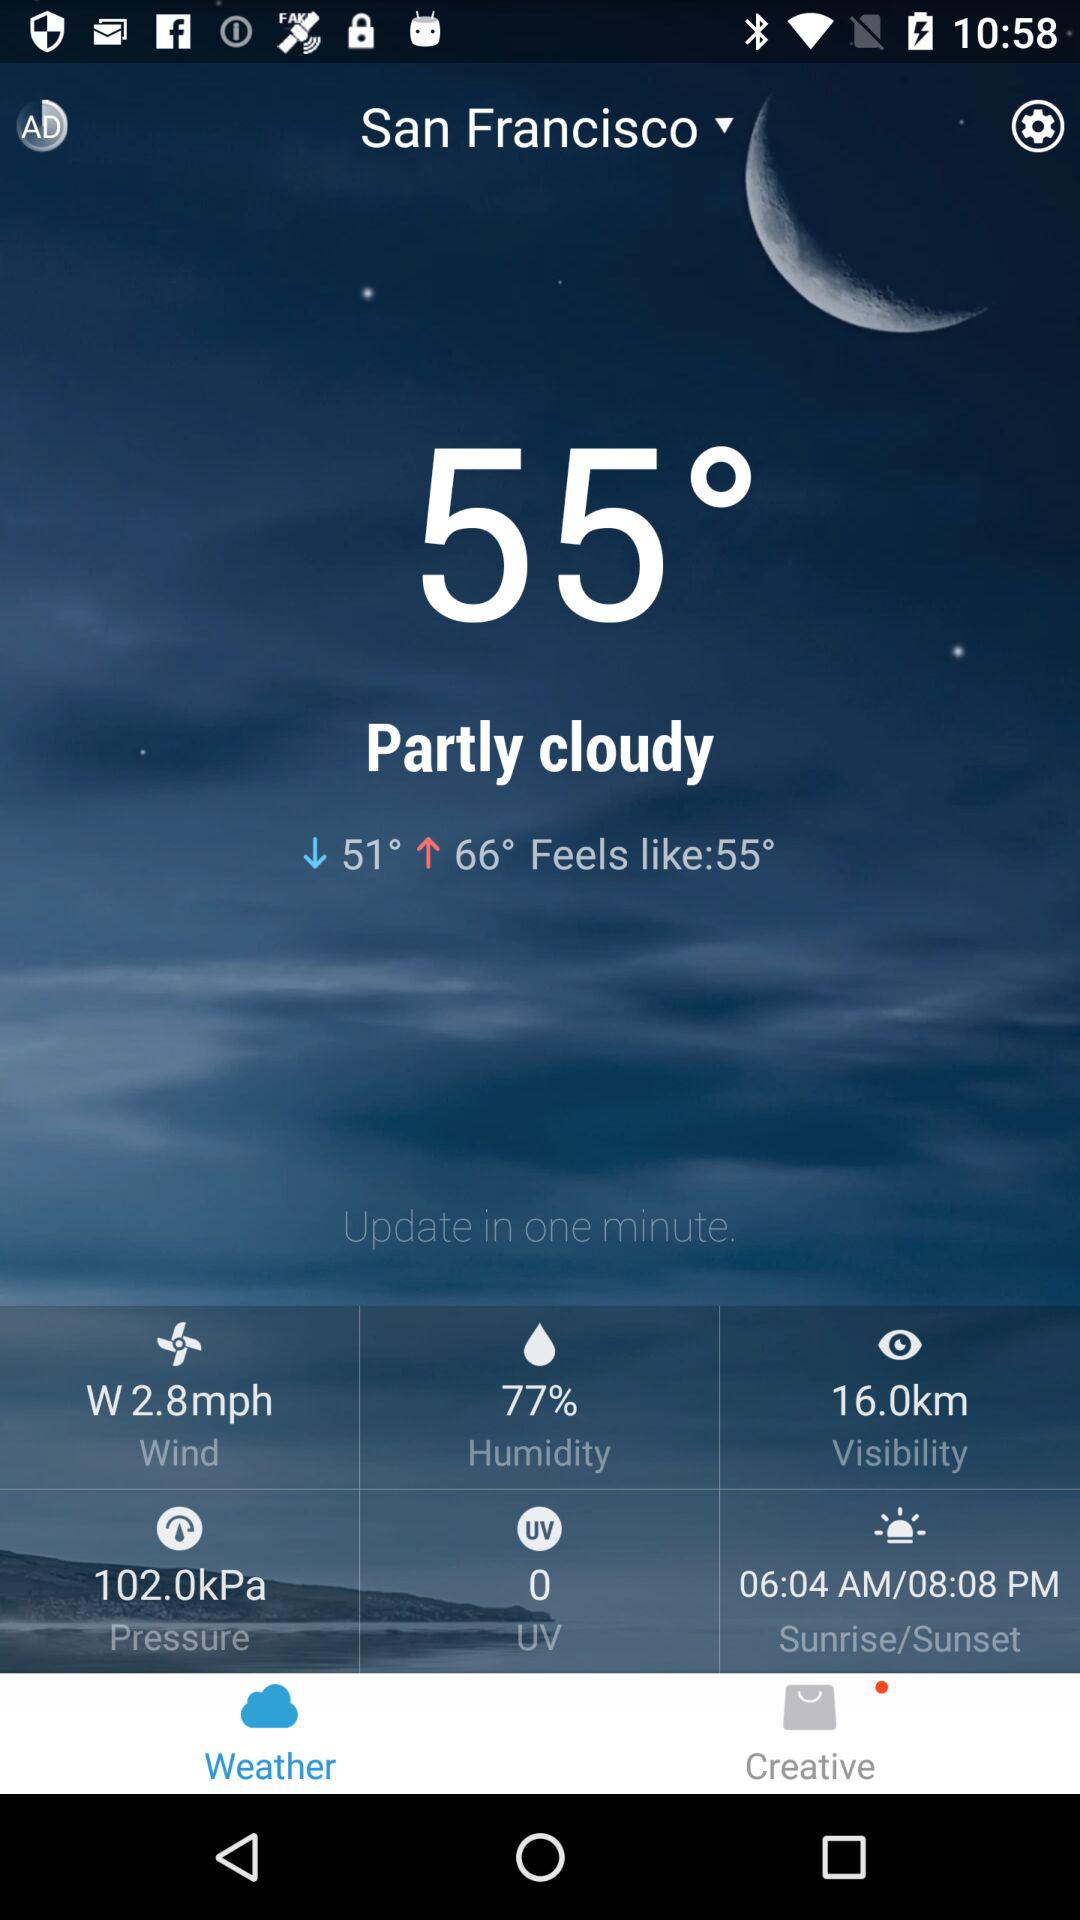 FAKE 10:58
AD San Francisco
55°
Partly cloudy
↓ 51° ↑ 66° Feels like:55°
Update in one minute.
W 2.8mph 77% 16.0km
Wind Humidity Visibility
UV
102.0kPa 0 06:04 AM/08:08 PM
Pressure UV Sunrise/Sunset
Weather Creative